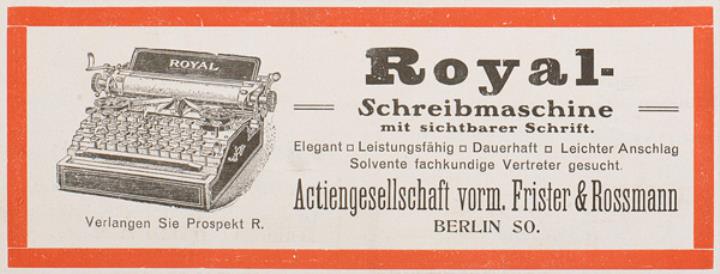 ROYAL
Verlangen Sie Prospekt R.
Royal-
Schreibmaschine
mit sichtbarer Schrift.
Elegant □ Leistungsfähig □ Dauerhaft □ Leichter Anschlag
Solvente fachkundige Vertreter gesucht.
Actiengesellschaft vorm. Frister & Rossmann
BERLIN SO.